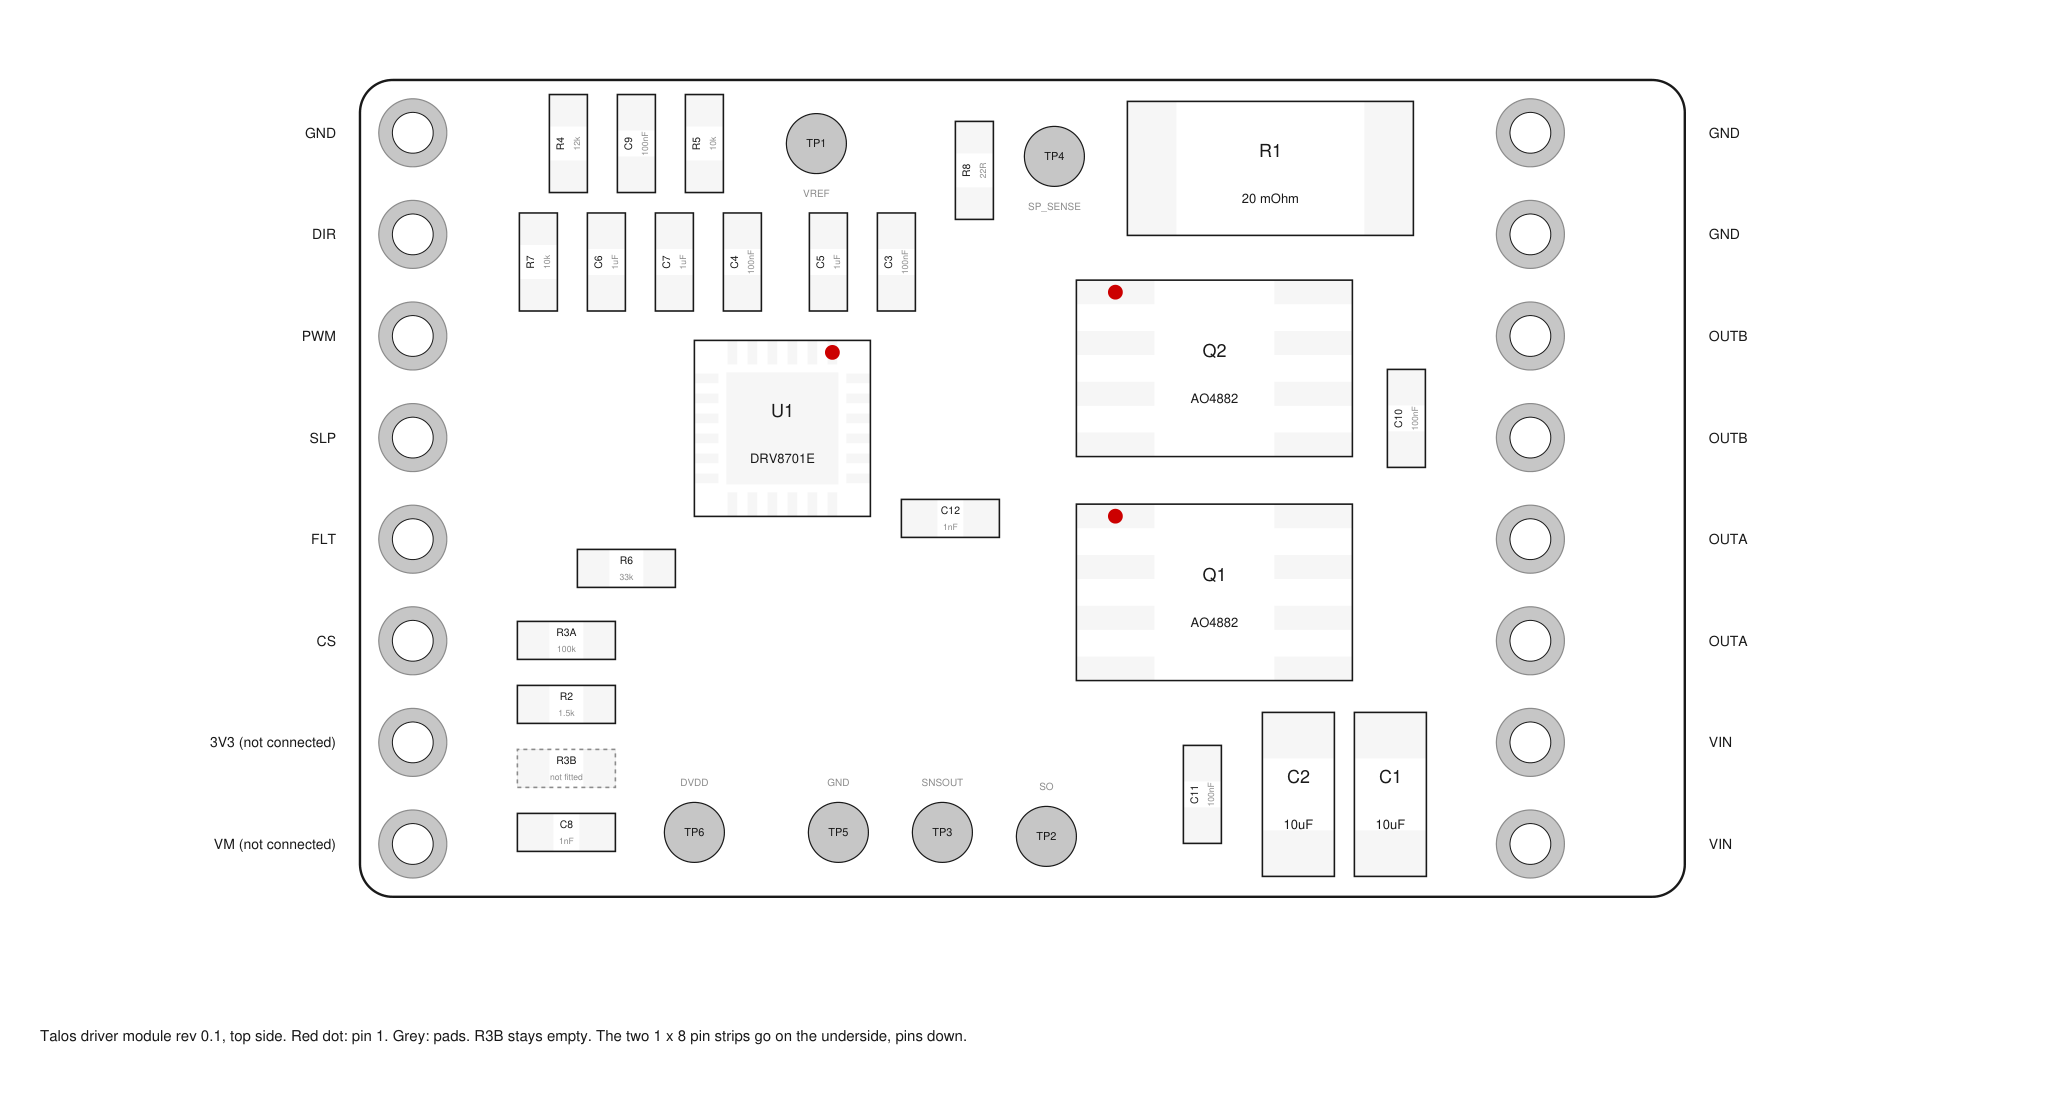 GND
DIR
PWM
SLP
FLT
CS
3V3 (not connected)
VM (not connected)
R4
12k
C9
100nF
R5
10k
TP1
VREF
R8
22R
TP4
SP_SENSE
R1
20 mOhm
R7
10k
C6
1uF
C7
1uF
C4
100nF
C5
1uF
C3
100nF
U1
DRV8701E
Q2
AO4882
C10
100nF
C12
1nF
Q1
AO4882
R6
33k
R3A
100k
R2
1.5k
R3B
not fitted
C8
1nF
DVDD
TP6
GND
TP5
SNSOUT
TP3
SO
TP2
C11
100nF
C2
10uF
C1
10uF
GND
GND
OUTB
OUTB
OUTA
OUTA
VIN
VIN
Talos driver module rev 0.1, top side. Red dot: pin 1. Grey: pads. R3B stays empty. The two 1 x 8 pin strips go on the underside, pins down.